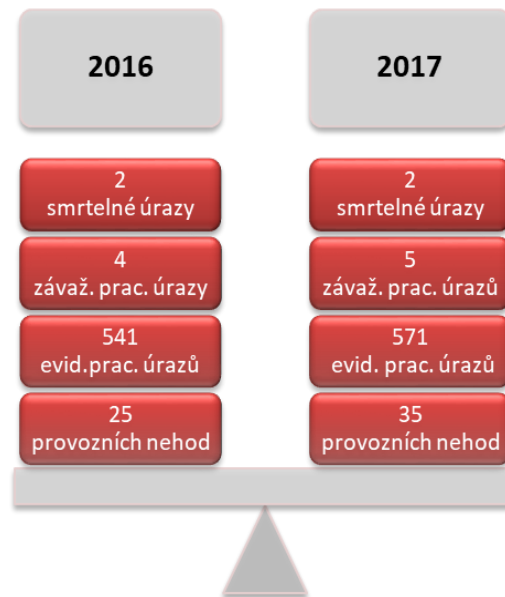 2016
2
smrtelné úrazy
4
závaž. prac. úrazy
541
evid.prac. úrazů
25
provozních nehod
2017
2
smrtelné úrazy
5
závaž. prac. úrazů
571
evid. prac. úrazů
35
provozních nehod